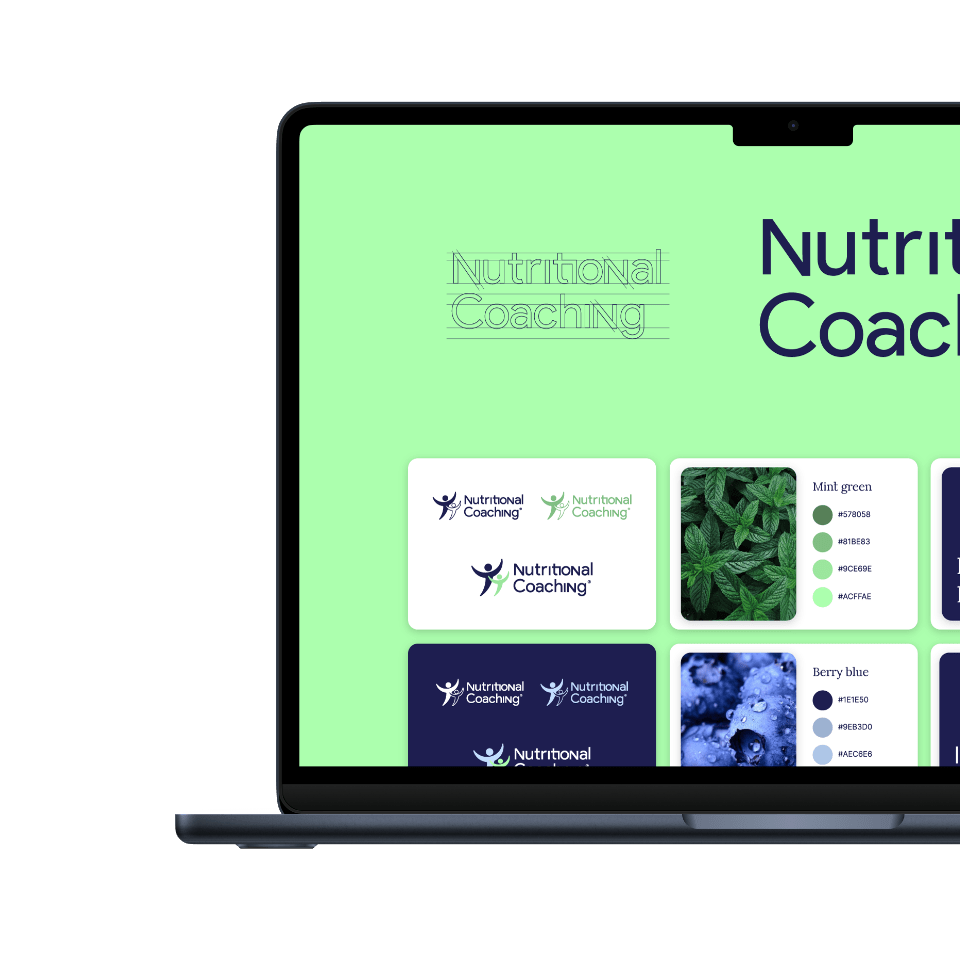 Nutritional
Coaching
Nutrit
Coach
Nutritional
Coaching®
Nutritional
Coaching®
Nutritional
Coaching®
Mint green
#578058
#81BE83
#9CE69E
#ACFFAE
Nutritional
Coaching®
Nutritional
Coaching®
Nutritional
Berry blue
#1E1E50
#9EB3D0
#AEC6E6